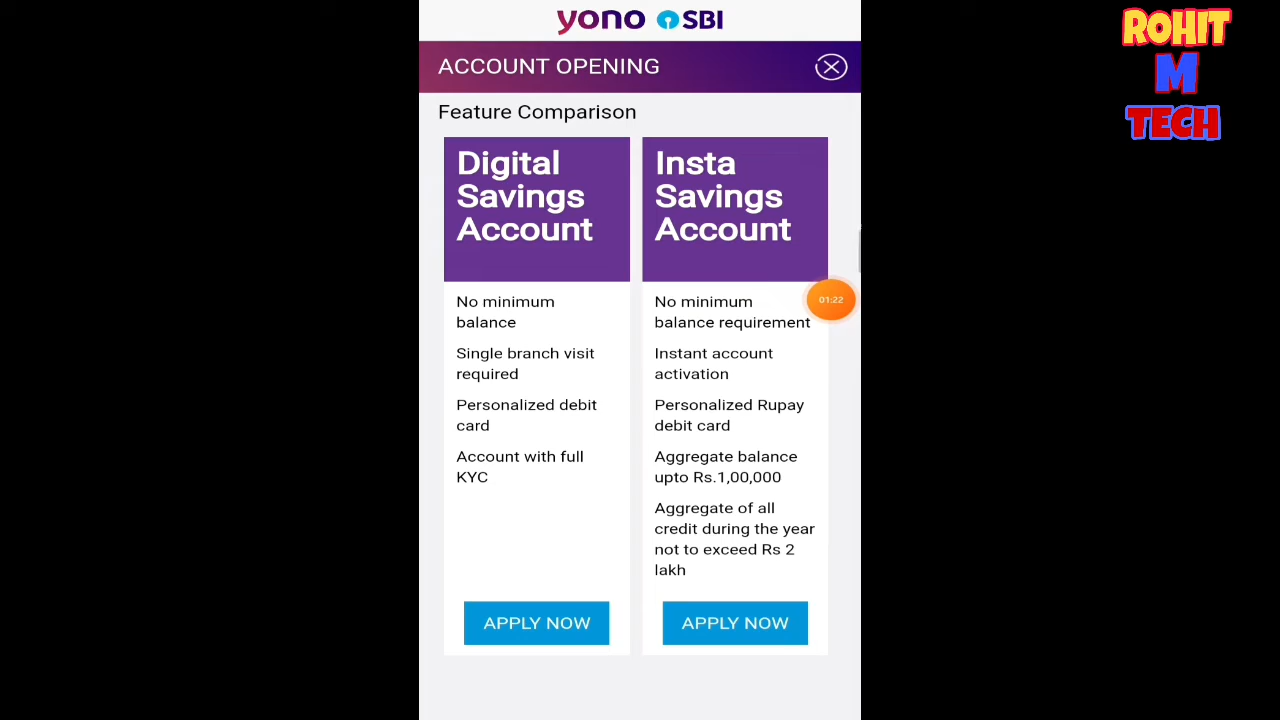 yono SBI
ACCOUNT OPENING
Feature Comparison
Digital
Savings
Account
No minimum
balance
Single branch visit
required
Personalized debit
card
Account with full
KYC
APPLY NOW
Insta
Savings
Account
No minimum
balance requirement
Instant account
activation
Personalized Rupay
debit card
Aggregate balance
upto Rs.1,00,000
Aggregate of all
credit during the year
not to exceed Rs 2
lakh
APPLY NOW
01:22
ROHIT
M
TECH